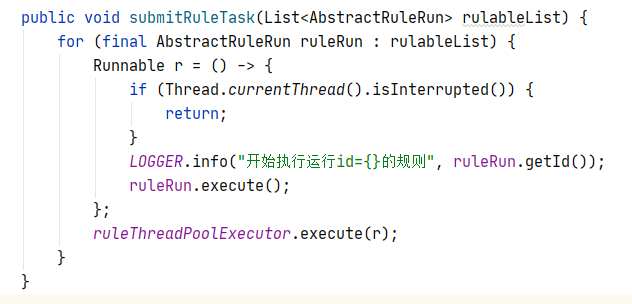 public void submitRuleTask(List<AbstractRuleRun> rulableList) {
for (final AbstractRuleRun ruleRun : rulableList) {
Runnable r = () -> {
if (Thread.currentThread().isInterrupted()) {
return;
}
LOGGER.info("开始执行运行id={}的规则", ruleRun.getId());
ruleRun.execute();
};
ruleThreadPoolExecutor.execute(r);
}
}